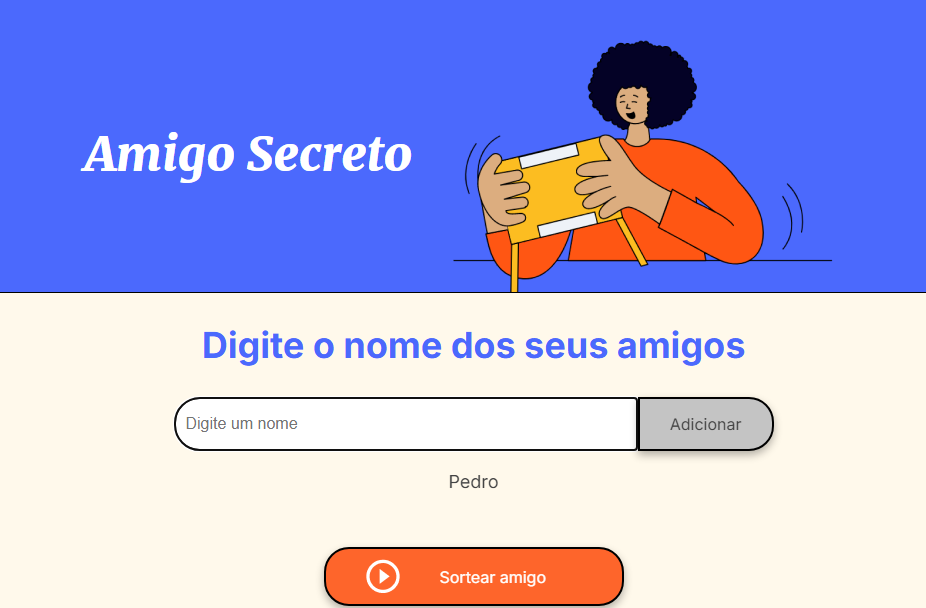 Amigo Secreto
Digite o nome dos seus amigos
Digite um nome
Adicionar
Pedro
Sortear amigo